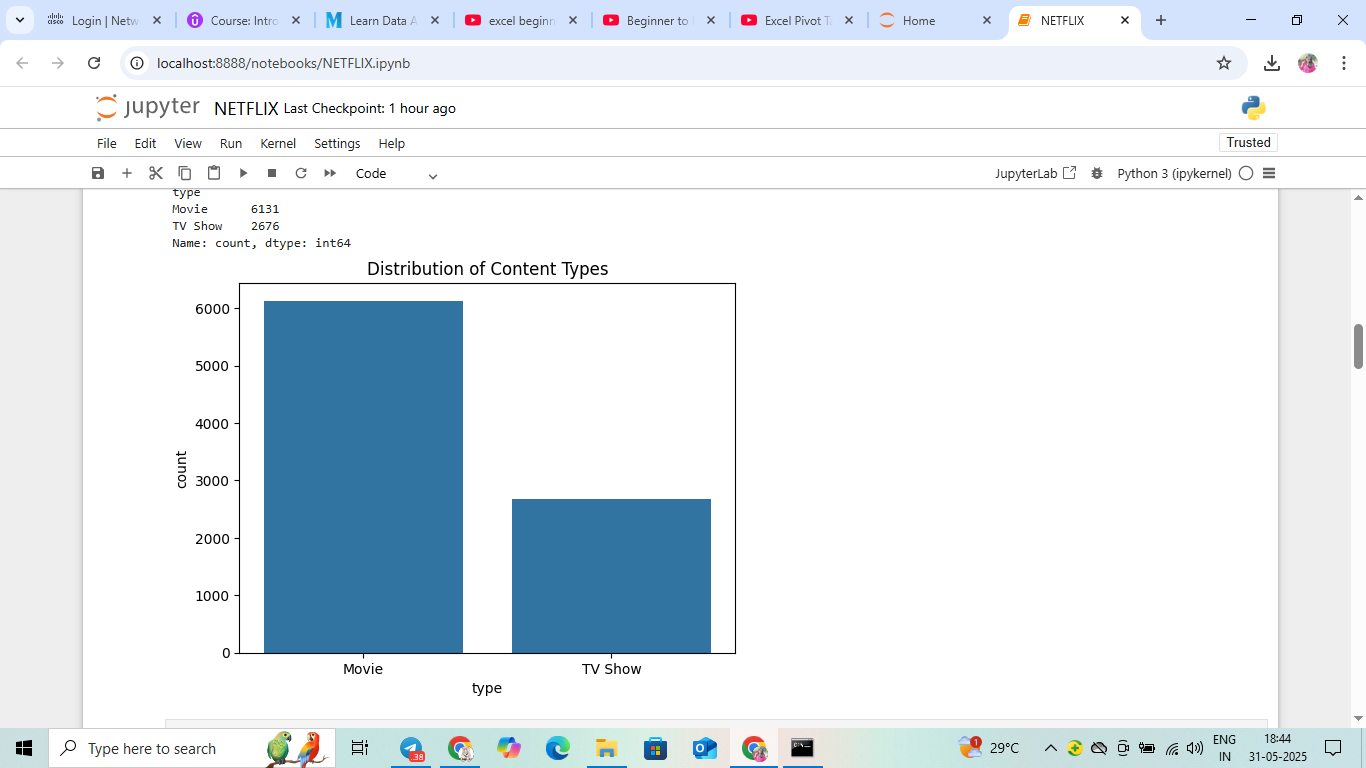 Login | Netw
Course: Intro
Learn Data A
excel beginn
Beginner to
Excel Pivot T
Home
NETFLIX
localhost:8888/notebooks/NETFLIX.ipynb
jupyter NETFLIX Last Checkpoint: 1 hour ago
File Edit View Run Kernel Settings Help
Trusted
Code
JupyterLab
Python 3 (ipykernel)
type
Movie 6131
TV Show 2676
Name: count, dtype: int64
Distribution of Content Types
6000
5000
4000
3000
2000
1000
0
count
Movie TV Show
type
Type here to search
38
1
29°C
ENG
IN
18:44
31-05-2025